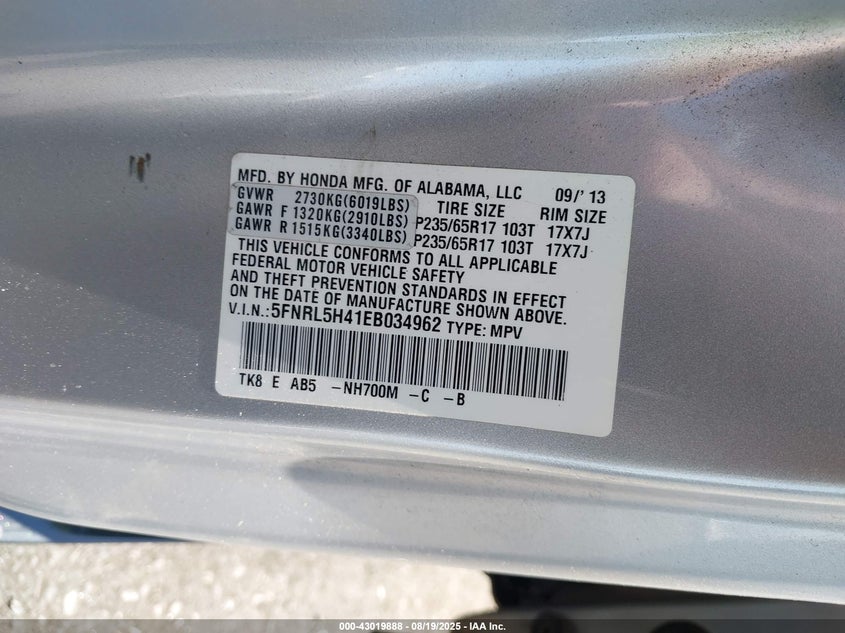 MFD. BY HONDA MFG. OF ALABAMA, LLC 09/' 13
GVWR 2730KG(6019LBS) TIRE SIZE RIM SIZE
GAWR F 1320KG(2910LBS) P235/65R17 103T 17X7J
GAWR R 1515KG(3340LBS) P235/65R17 103T 17X7J
THIS VEHICLE CONFORMS TO ALL APPLICABLE
FEDERAL MOTOR VEHICLE SAFETY
AND THEFT PREVENTION STANDARDS IN EFFECT
ON THE DATE OF MANUFACTURE SHOWN ABOVE.
V.I.N.:5FNRL5H41EB034962 TYPE: MPV
TK8 E AB5 -NH700M -C -B
000-43019888 - 08/19/2025 - IAA Inc.